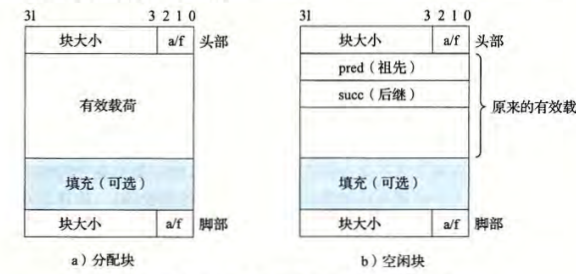 31 3 2 1 0
块大小 a/f 头部
有效载荷
填充（可选）
块大小 a/f 脚部
a）分配块
31 3 2 1 0
块大小 a/f 头部
pred（祖先）
succ（后继）
原来的有效载
填充（可选）
块大小 a/f 脚部
b）空闲块